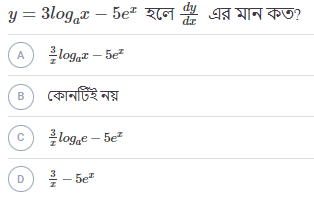 y = 3logₐx − 5eˣ হলে dy/dx এর মান কত?
A 3/x logₐx − 5eˣ
B কোনটিই নয়
C 3/x logₐe − 5eˣ
D 3/x − 5eˣ